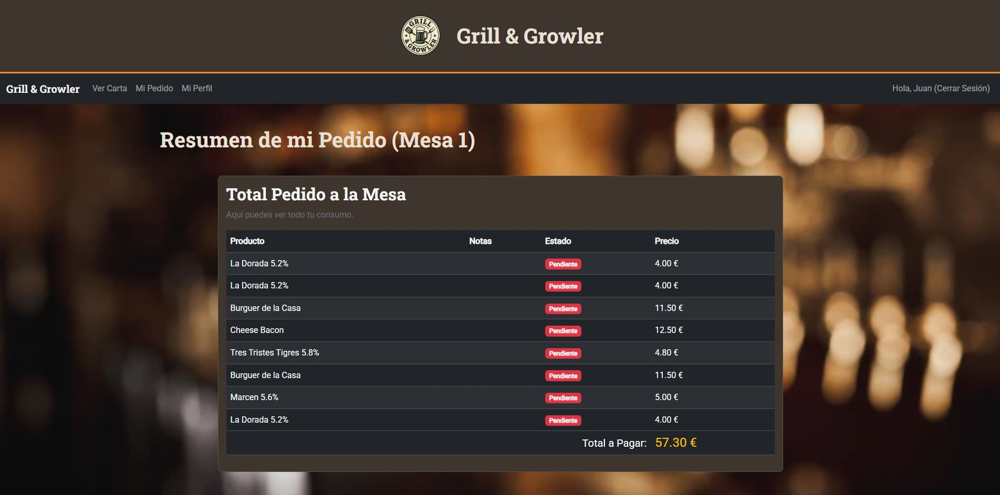 GRILL
& GROWLER
Grill & Growler
Grill & Growler Ver Carta Mi Pedido Mi Perfil Hola, Juan (Cerrar Sesión)
Resumen de mi Pedido (Mesa 1)
Total Pedido a la Mesa
Aquí puedes ver todo tu consumo.
Producto Notas Estado Precio
La Dorada 5.2% Pendiente 4.00 €
La Dorada 5.2% Pendiente 4.00 €
Burguer de la Casa Pendiente 11.50 €
Cheese Bacon Pendiente 12.50 €
Tres Tristes Tigres 5.8% Pendiente 4.80 €
Burguer de la Casa Pendiente 11.50 €
Marcen 5.6% Pendiente 5.00 €
La Dorada 5.2% Pendiente 4.00 €
Total a Pagar: 57.30 €